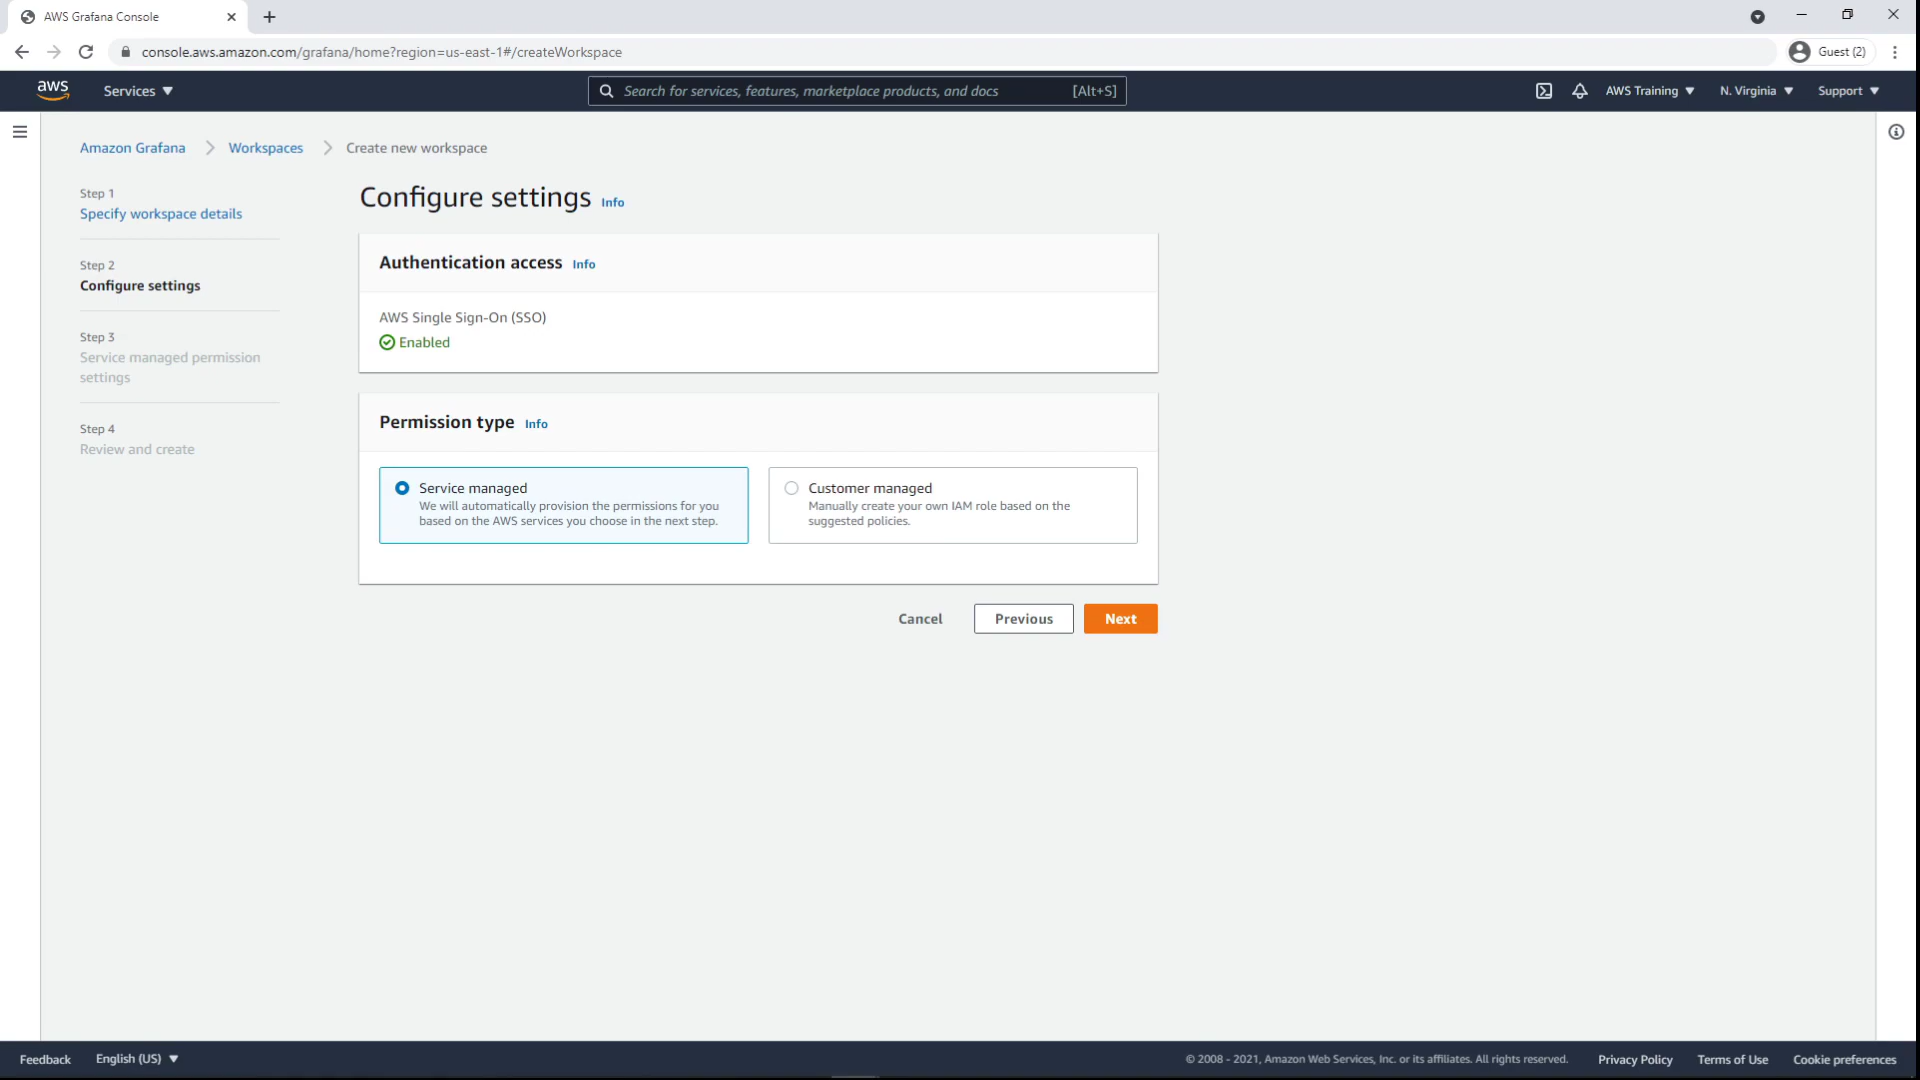 AWS Grafana Console
console.aws.amazon.com/grafana/home?region=us-east-1#/createWorkspace
Guest (2)
aws
Services
Search for services, features, marketplace products, and docs [Alt+S]
AWS Training
N. Virginia
Support
Amazon Grafana
Workspaces
Create new workspace
Step 1
Specify workspace details
Step 2
Configure settings
Step 3
Service managed permission
settings
Step 4
Review and create
Configure settings Info
Authentication access Info
AWS Single Sign-On (SSO)
Enabled
Permission type Info
Service managed
We will automatically provision the permissions for you
based on the AWS services you choose in the next step.
Customer managed
Manually create your own IAM role based on the
suggested policies.
Cancel
Previous
Next
Feedback
English (US)
© 2008 - 2021, Amazon Web Services, Inc. or its affiliates. All rights reserved.
Privacy Policy
Terms of Use
Cookie preferences